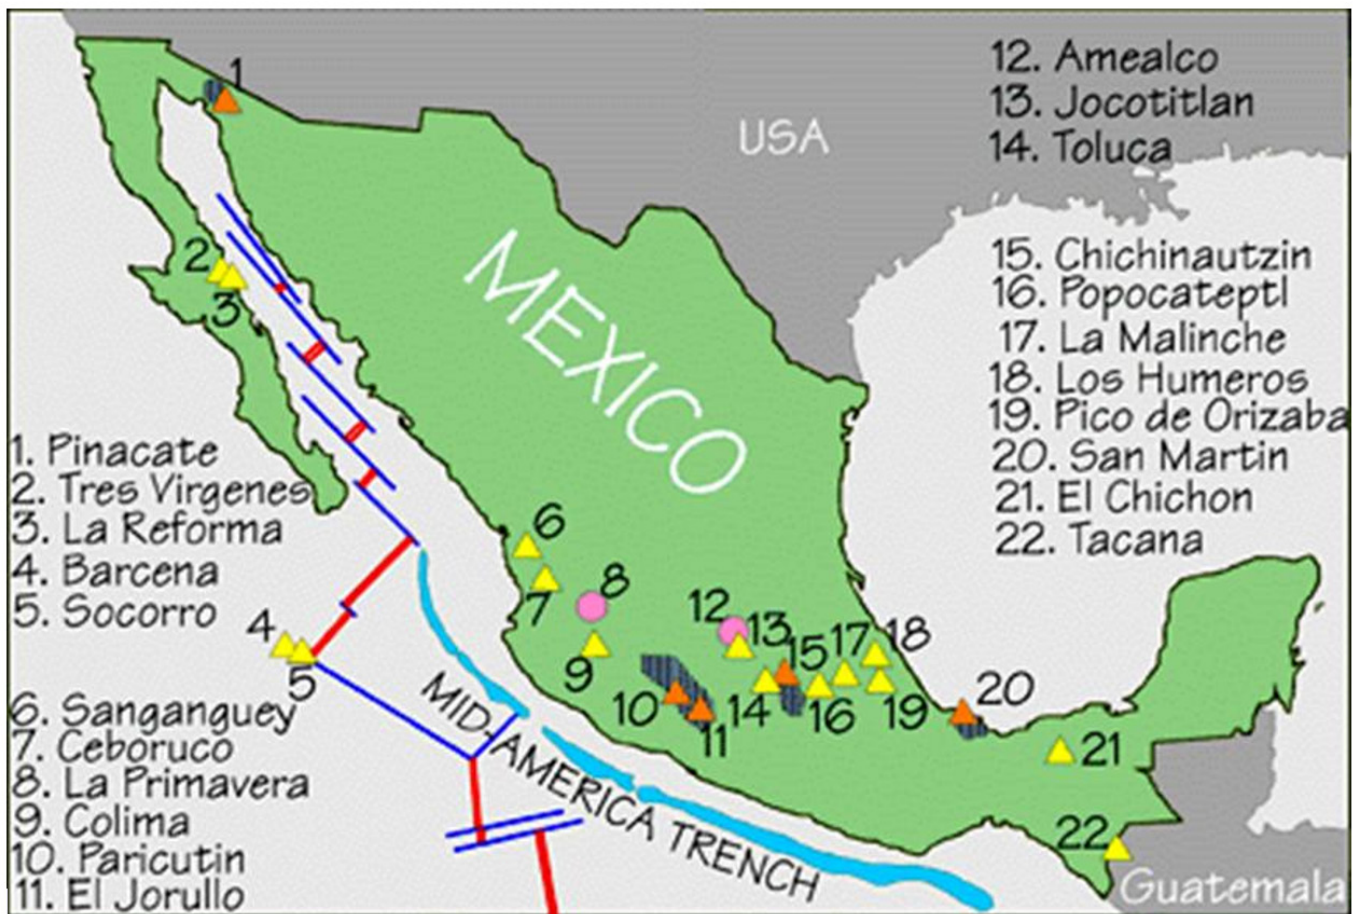 1
12. Amealco
13. Jocotitlan
14. Toluca
USA
MEXICO
2
3
15. Chichinautzin
16. Popocateptl
17. La Malinche
18. Los Humeros
19. Pico de Orizaba
20. San Martin
21. El Chichon
22. Tacana
1. Pinacate
2. Tres Virgenes
3. La Reforma
4. Barcena
5. Socorro
6
7
8
9
10
11
12
13
14
15
16
17
18
19
20
21
22
4
5
MID-AMERICA TRENCH
6. Sanganguey
7. Ceboruco
8. La Primavera
9. Colima
10. Paricutin
11. El Jorullo
Guatemala